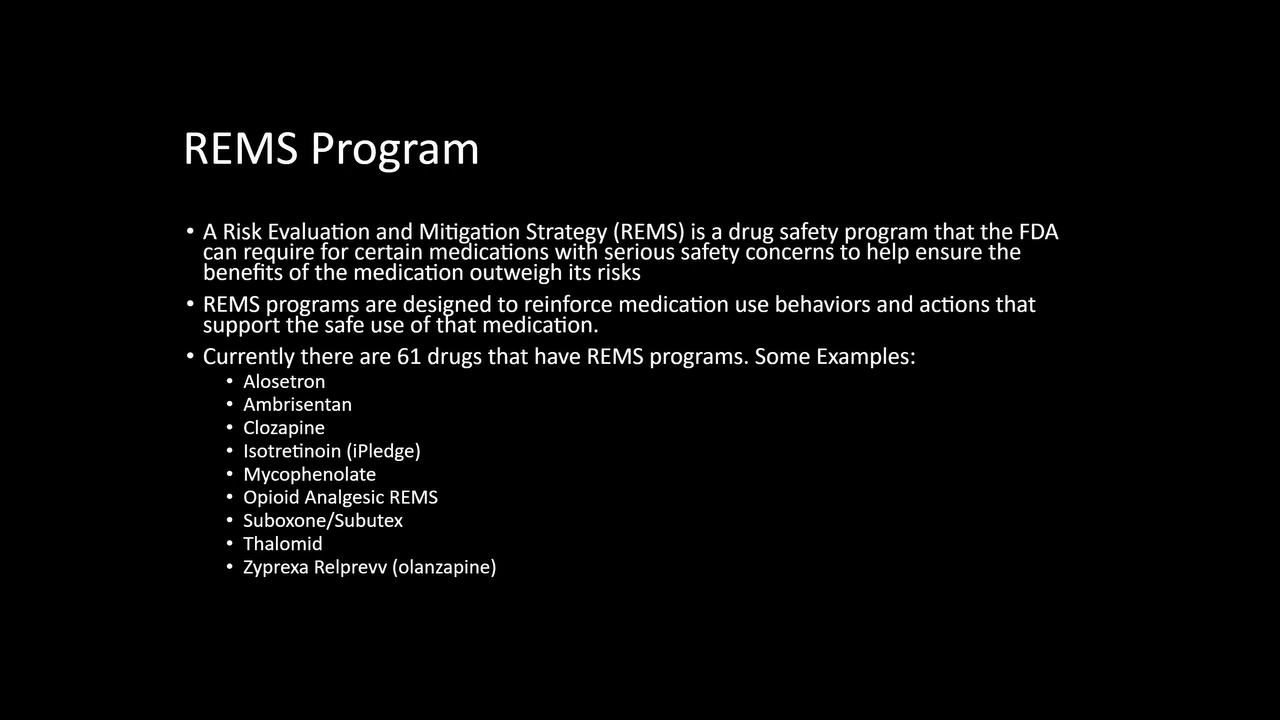 REMS Program
• A Risk Evaluation and Mitigation Strategy (REMS) is a drug safety program that the FDA
can require for certain medications with serious safety concerns to help ensure the
benefits of the medication outweigh its risks
• REMS programs are designed to reinforce medication use behaviors and actions that
support the safe use of that medication.
• Currently there are 61 drugs that have REMS programs. Some Examples:
• Alosetron
• Ambrisentan
• Clozapine
• Isotretinoin (iPledge)
• Mycophenolate
• Opioid Analgesic REMS
• Suboxone/Subutex
• Thalomid
• Zyprexa Relprevv (olanzapine)